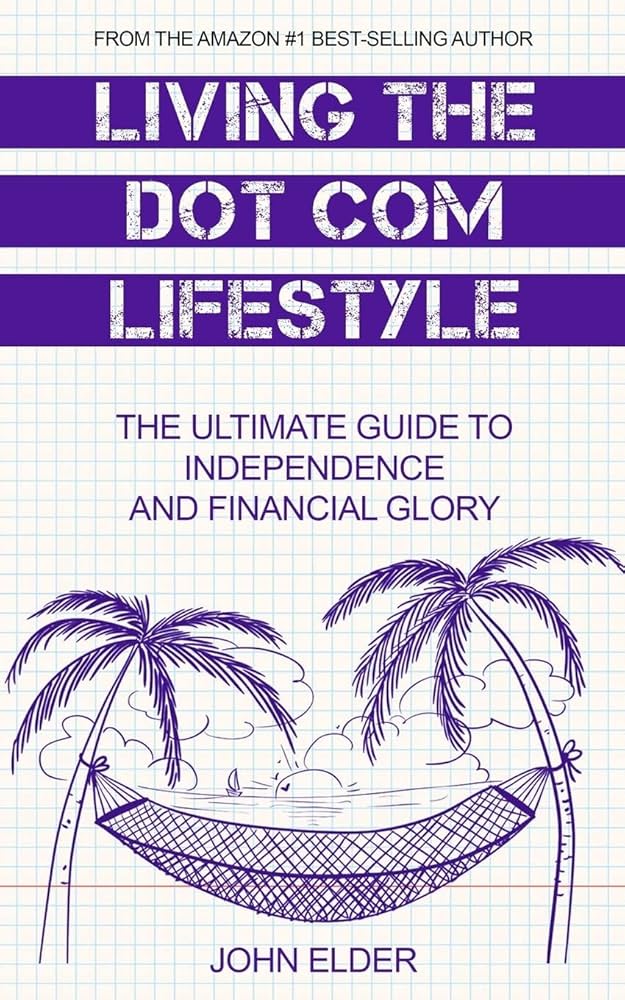 FROM THE AMAZON #1 BEST-SELLING AUTHOR
LIVING THE
DOT COM
LIFESTYLE
THE ULTIMATE GUIDE TO
INDEPENDENCE
AND FINANCIAL GLORY
JOHN ELDER